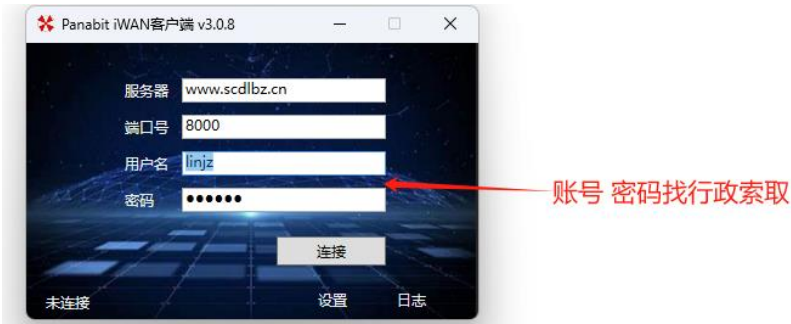 Panabit iWAN客户端 v3.0.8
服务器 www.scdlbz.cn
端口号 8000
用户名 linjz
密码 ●●●●●●
账号 密码找行政索取
连接
未连接 设置 日志